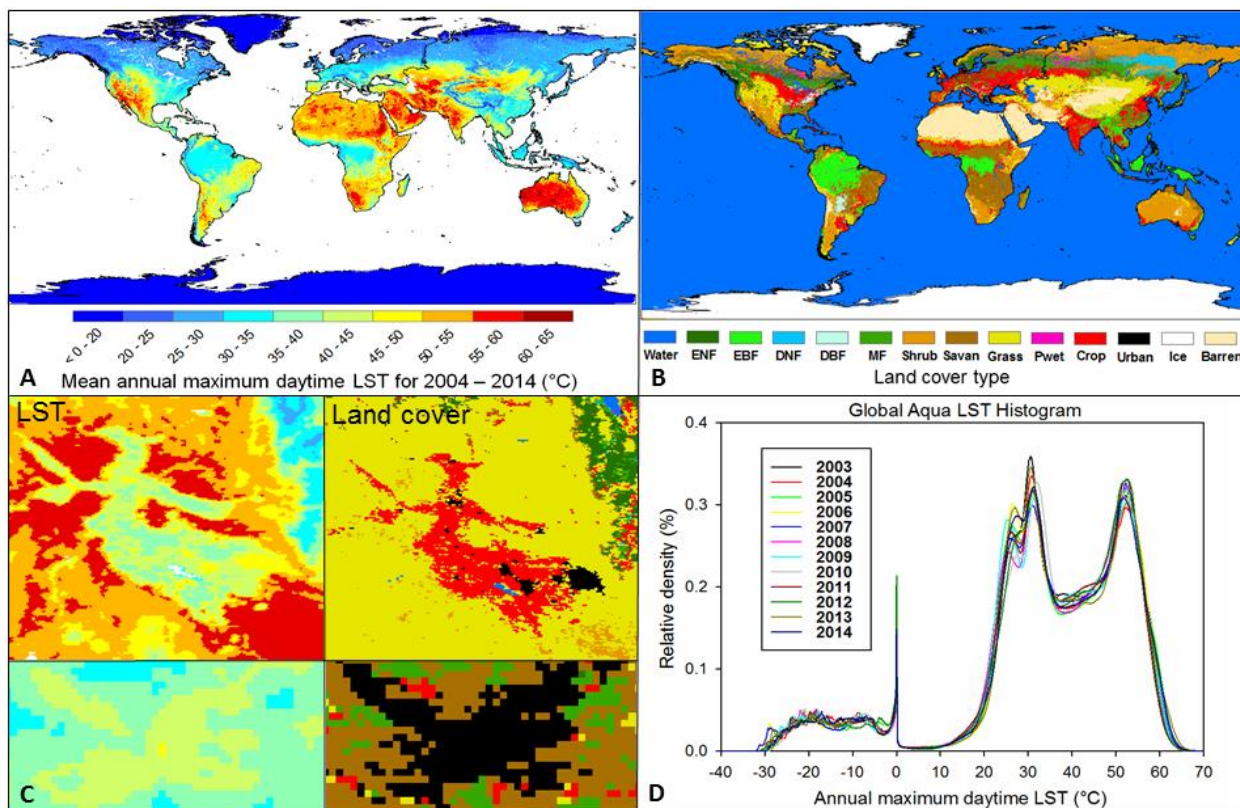 < 0 - 20
20 - 25
25 - 30
30 - 35
35 - 40
40 - 45
45 - 50
50 - 55
55 - 60
60 - 65
A
Mean annual maximum daytime LST for 2004 – 2014 (°C)
Water ENF EBF DNF DBF MF Shrub Savan Grass Pwet Crop Urban Ice Barren
B
Land cover type
LST
Land cover
C
Global Aqua LST Histogram
Relative density (%)
0.4
0.3
0.2
0.1
0.0
2003
2004
2005
2006
2007
2008
2009
2010
2011
2012
2013
2014
-40 -30 -20 -10 0 10 20 30 40 50 60 70
Annual maximum daytime LST (°C)
D